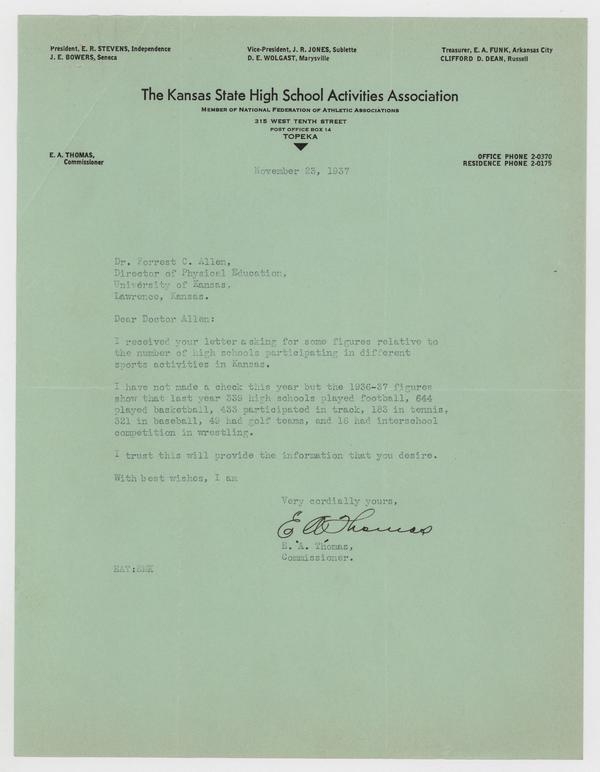 President, E. R. STEVENS, Independence
J. E. BOWERS, Seneca
Vice-President, J. R. JONES, Sublette
D. E. WOLGAST, Marysville
Treasurer, E. A. FUNK, Arkansas City
CLIFFORD D. DEAN, Russell
The Kansas State High School Activities Association
MEMBER OF NATIONAL FEDERATION OF ATHLETIC ASSOCIATIONS
315 WEST TENTH STREET
POST OFFICE BOX 14
TOPEKA
E. A. THOMAS,
Commissioner
OFFICE PHONE 2-0370
RESIDENCE PHONE 2-0175
November 23, 1937
Dr. Forrest C. Allen,
Director of Physical Education,
University of Kansas,
Lawrence, Kansas.
Dear Doctor Allen:
I received your letter asking for some figures relative to
the number of high schools participating in different
sports activities in Kansas.
I have not made a check this year but the 1936-37 figures
show that last year 339 high schools played football, 644
played basketball, 433 participated in track, 183 in tennis,
321 in baseball, 49 had golf teams, and 16 had interschool
competition in wrestling.
I trust this will provide the information that you desire.
With best wishes, I am
Very cordially yours,
E A Thomas
E. A. Thomas,
Commissioner.
EAT:EMK